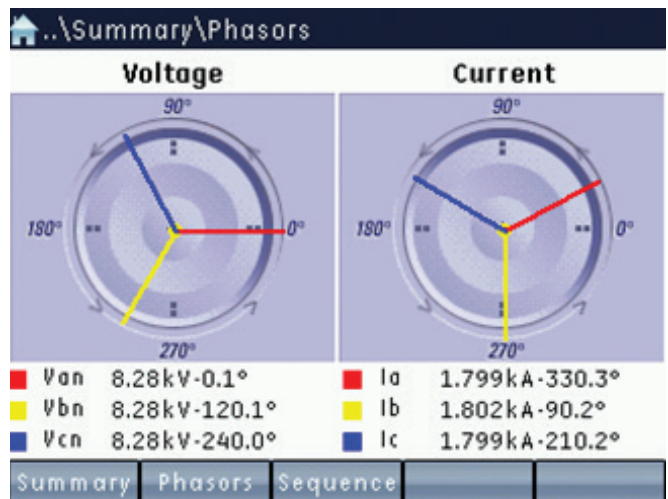 ..\Summary\Phasors
Voltage
90°
180°
0°
270°
Van 8.28kV-0.1°
Vbn 8.28kV-120.1°
Vcn 8.28kV-240.0°
Current
90°
180°
0°
270°
Ia 1.799kA-330.3°
Ib 1.802kA-90.2°
Ic 1.799kA-210.2°
Summary Phasors Sequence